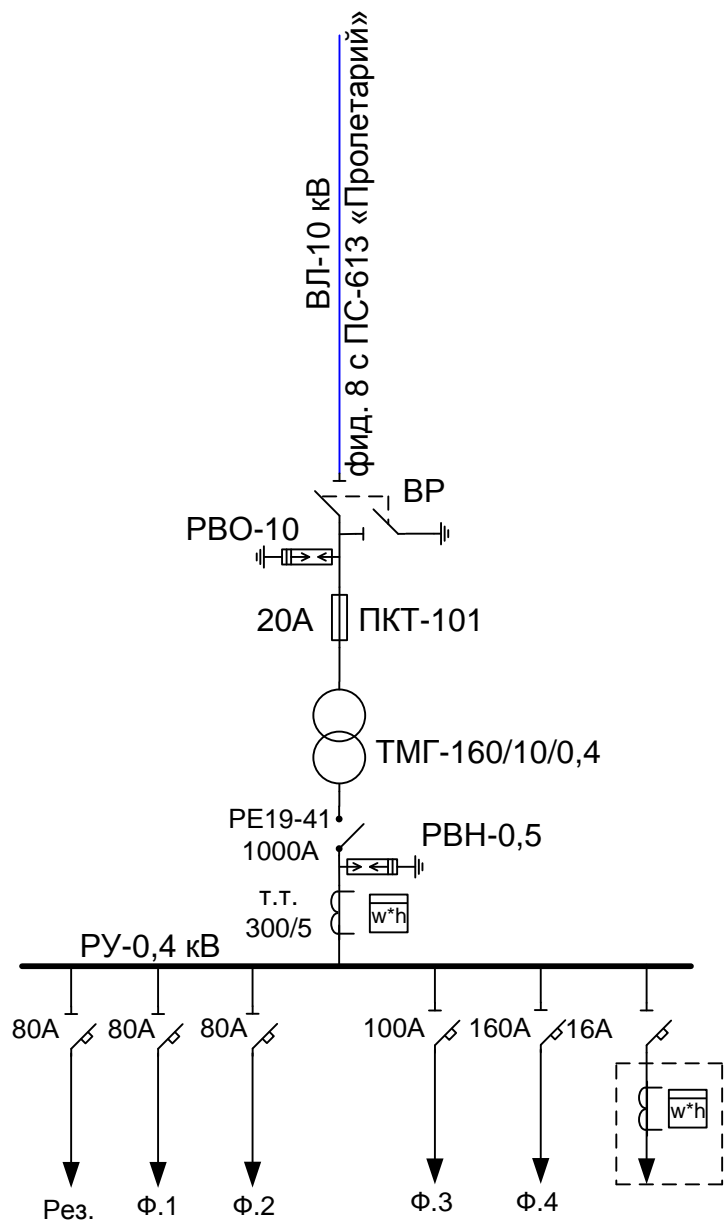 ВЛ-10 кВ
фид. 8 с ПС-613 «Пролетарий»
ВР
РВО-10
20А ПКТ-101
ТМГ-160/10/0,4
РЕ19-41
1000А
РВН-0,5
т.т.
300/5
w*h
РУ-0,4 кВ
80А 80А 80А 100А 160А 16А
w*h
Рез. Ф.1 Ф.2 Ф.3 Ф.4